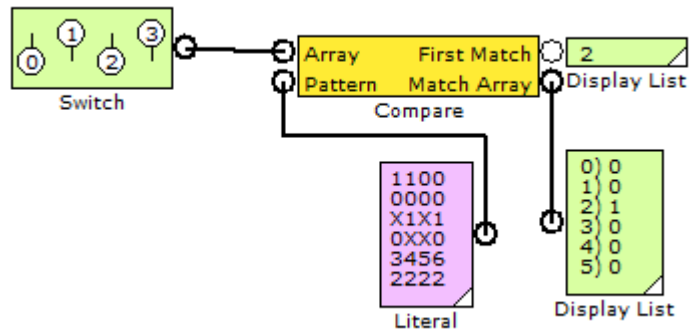 0 1 2 3
Switch
Array First Match
Pattern Match Array
Compare
2
Display List
1100
0000
X1X1
0XX0
3456
2222
Literal
0) 0
1) 0
2) 1
3) 0
4) 0
5) 0
Display List